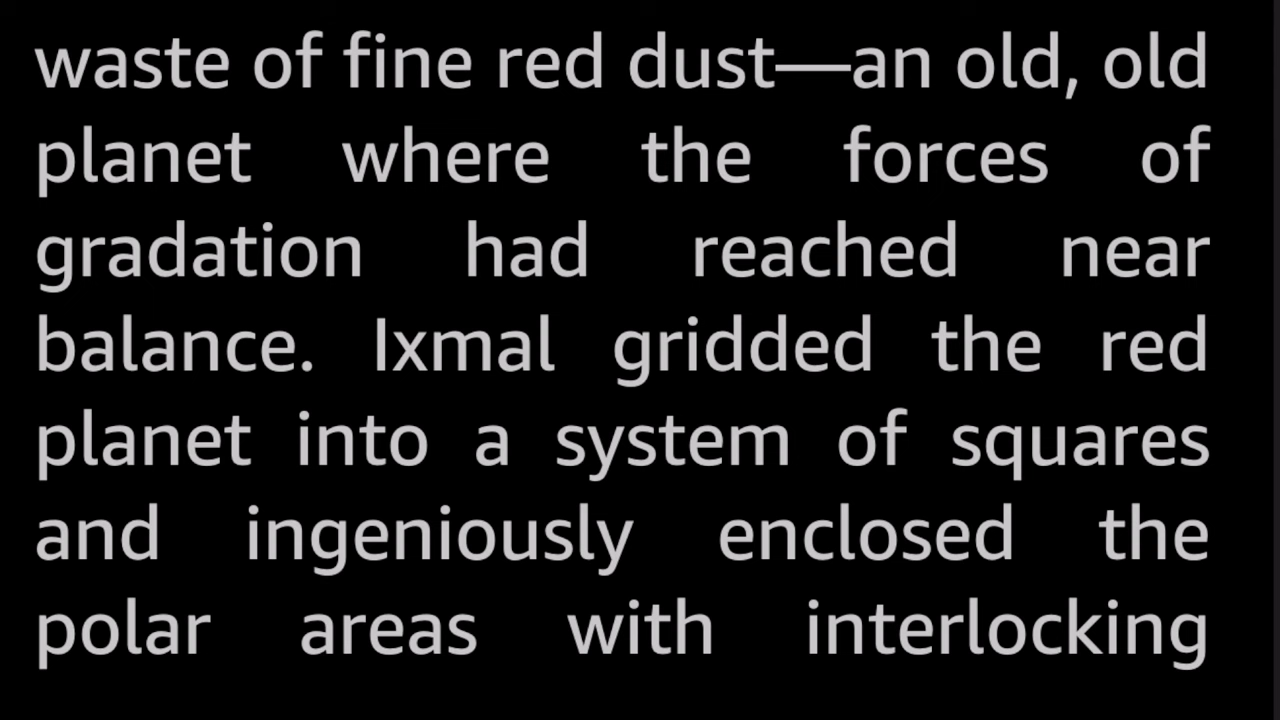 waste of fine red dust—an old, old
planet where the forces of
gradation had reached near
balance. Ixmal gridded the red
planet into a system of squares
and ingeniously enclosed the
polar areas with interlocking